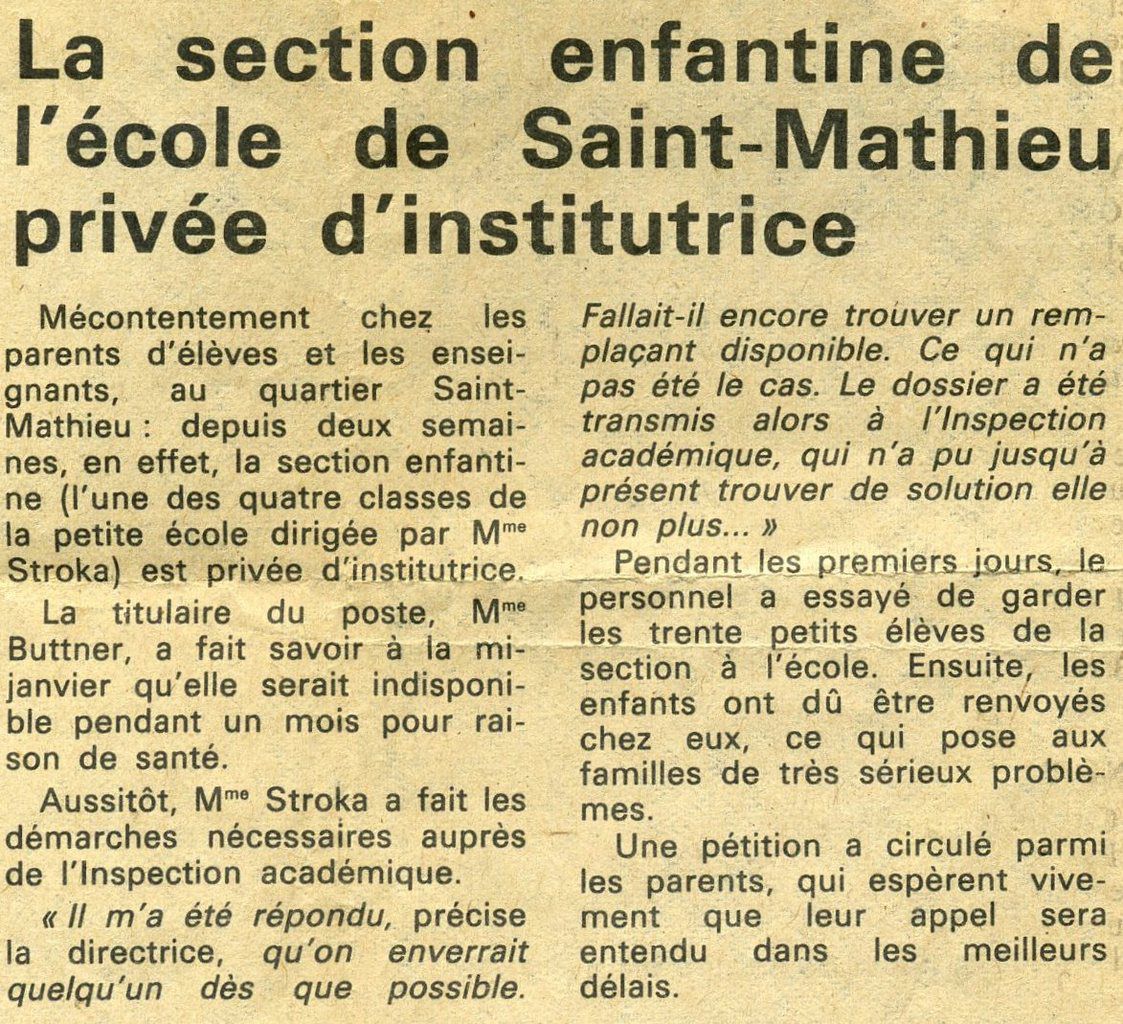 La section enfantine de
l'école de Saint-Mathieu
privée d'institutrice
Mécontentement chez les
parents d'élèves et les ensei-
gnants, au quartier Saint-
Mathieu : depuis deux semai-
nes, en effet, la section enfanti-
ne (l'une des quatre classes de
la petite école dirigée par Mme
Stroka) est privée d'institutrice.
La titulaire du poste, Mme
Buttner, a fait savoir à la mi-
janvier qu'elle serait indisponi-
ble pendant un mois pour rai-
son de santé.
Aussitôt, Mme Stroka a fait les
démarches nécessaires auprès
de l'Inspection académique.
« Il m'a été répondu, précise
la directrice, qu'on enverrait
quelqu'un dès que possible.
Fallait-il encore trouver un rem-
plaçant disponible. Ce qui n'a
pas été le cas. Le dossier a été
transmis alors à l'Inspection
académique, qui n'a pu jusqu'à
présent trouver de solution elle
non plus... »
Pendant les premiers jours, le
personnel a essayé de garder
les trente petits élèves de la
section à l'école. Ensuite, les
enfants ont dû être renvoyés
chez eux, ce qui pose aux
familles de très sérieux problè-
mes.
Une pétition a circulé parmi
les parents, qui espèrent vive-
ment que leur appel sera
entendu dans les meilleurs
délais.